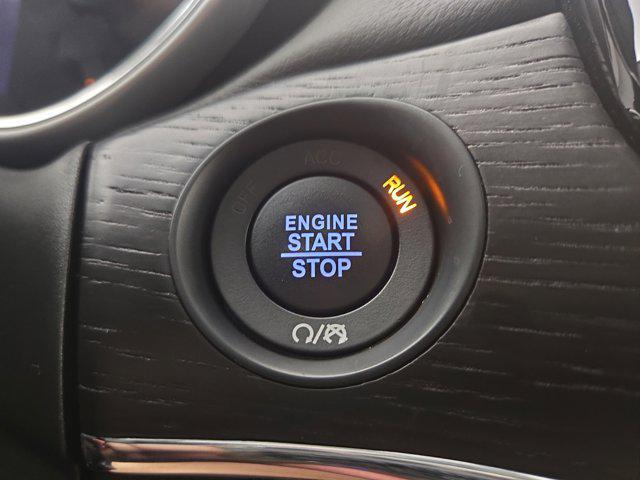 OFF ACC RUN
ENGINE
START
STOP